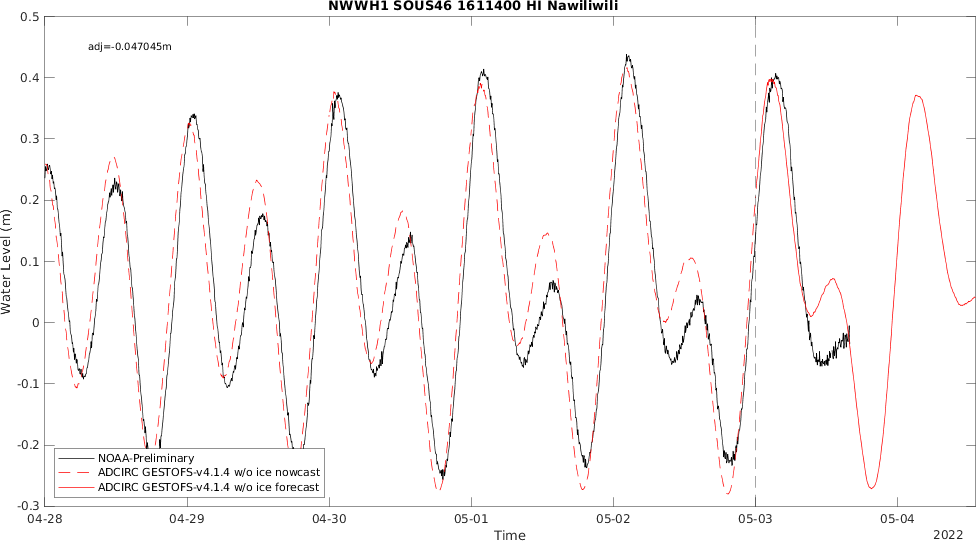 NWWH1 SOUS46 1611400 HI Nawiliwili
adj=-0.047045m
0.5
0.4
0.3
0.2
0.1
0
-0.1
-0.2
-0.3
Water Level (m)
NOAA-Preliminary
ADCIRC GESTOFS-v4.1.4 w/o ice nowcast
ADCIRC GESTOFS-v4.1.4 w/o ice forecast
04-28 04-29 04-30 05-01 05-02 05-03 05-04
Time
2022